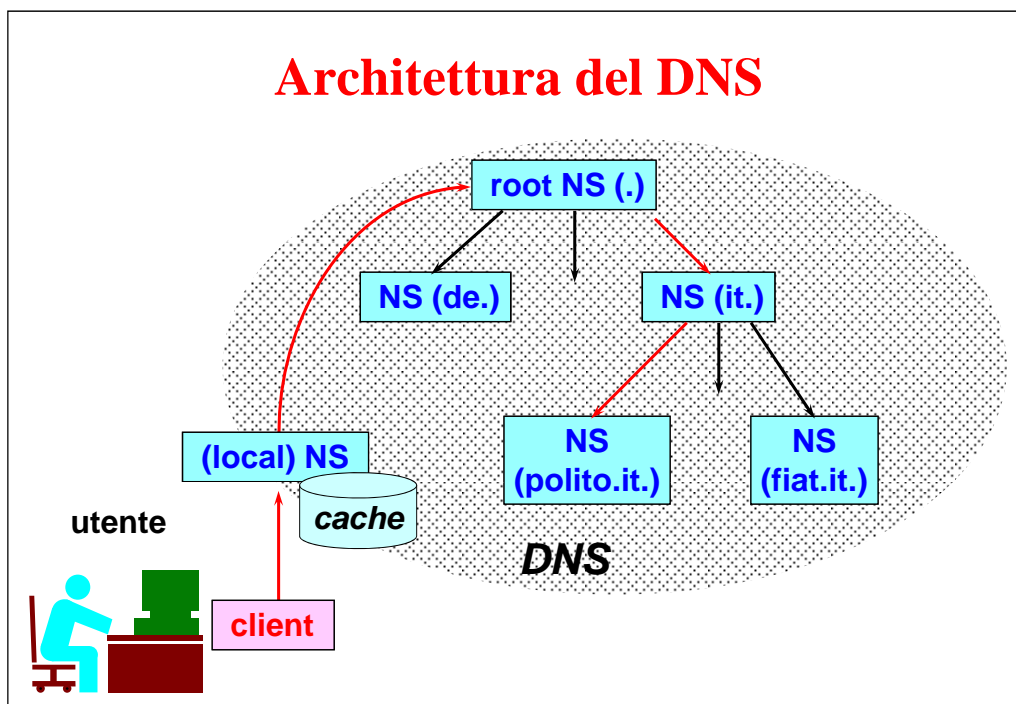 Architettura del DNS
root NS (.)
NS (de.)
NS (it.)
(local) NS
NS
(polito.it.)
NS
(fiat.it.)
cache
utente
DNS
client